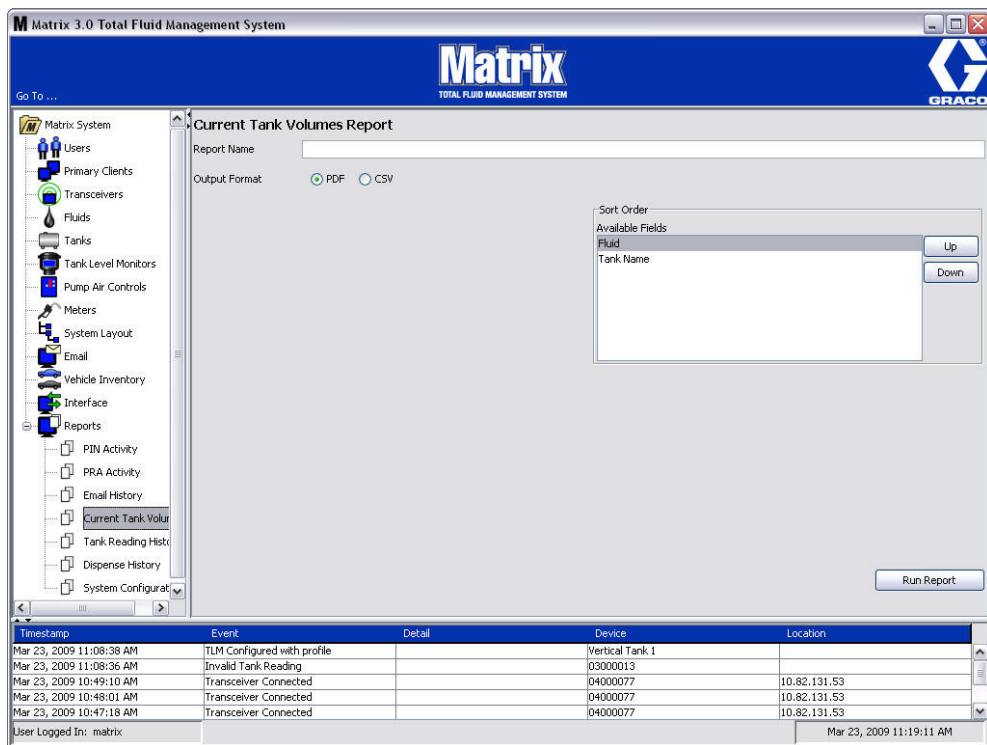 M Matrix 3.0 Total Fluid Management System
Matrix
TOTAL FLUID MANAGEMENT SYSTEM
Go To ...
GRACO
Matrix System
Users
Primary Clients
Transceivers
Fluids
Tanks
Tank Level Monitors
Pump Air Controls
Meters
System Layout
Email
Vehicle Inventory
Interface
Reports
PIN Activity
PRA Activity
Email History
Current Tank Volur
Tank Reading Histo
Dispense History
System Configurat
Current Tank Volumes Report
Report Name
Output Format PDF CSV
Sort Order
Available Fields
Fluid
Tank Name
Up
Down
Run Report
Timestamp Event Detail Device Location
Mar 23, 2009 11:08:38 AM TLM Configured with profile Vertical Tank 1
Mar 23, 2009 11:08:36 AM Invalid Tank Reading 03000013
Mar 23, 2009 10:49:10 AM Transceiver Connected 04000077 10.82.131.53
Mar 23, 2009 10:48:01 AM Transceiver Connected 04000077 10.82.131.53
Mar 23, 2009 10:47:18 AM Transceiver Connected 04000077 10.82.131.53
User Logged In: matrix Mar 23, 2009 11:19:11 AM